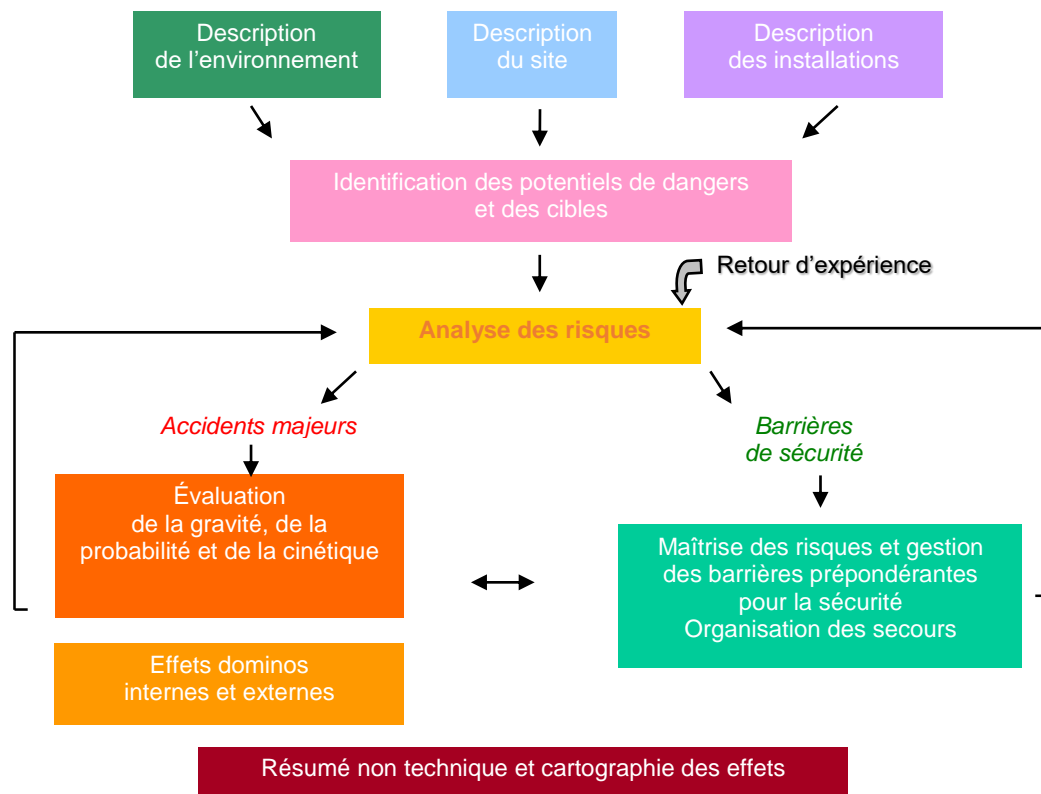 Description
de l'environnement
Description
du site
Description
des installations
Identification des potentiels de dangers
et des cibles
Retour d'expérience
Analyse des risques
Accidents majeurs
Barrières
de sécurité
Évaluation
de la gravité, de la
probabilité et de la cinétique
Maîtrise des risques et gestion
des barrières prépondérantes
pour la sécurité
Organisation des secours
Effets dominos
internes et externes
Résumé non technique et cartographie des effets